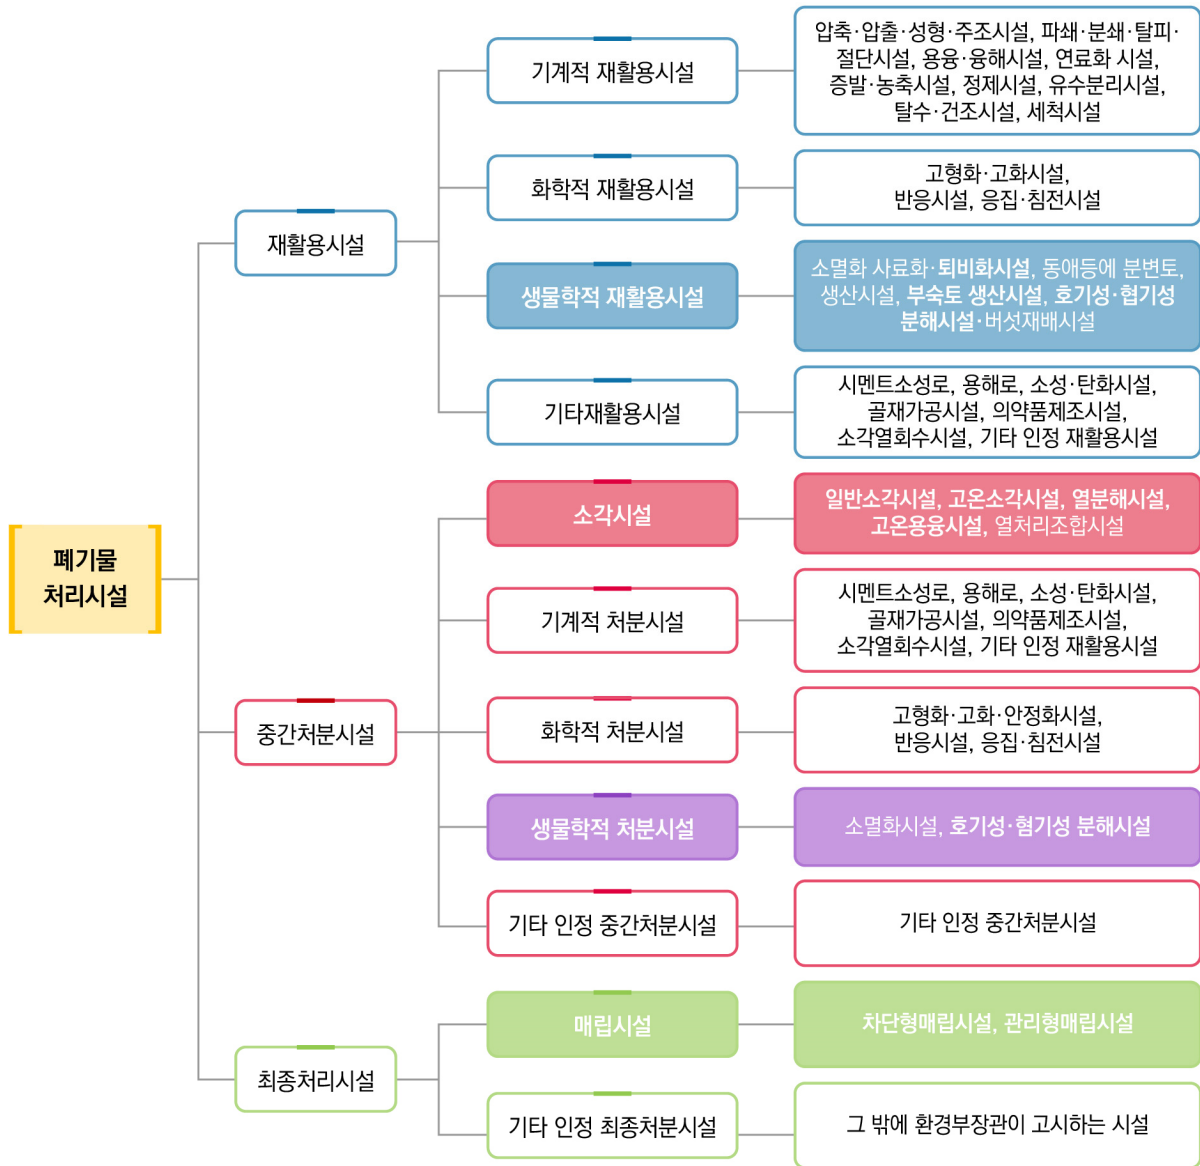 폐기물
처리시설
재활용시설
기계적 재활용시설
압축·압출·성형·주조시설, 파쇄·분쇄·탈피·
절단시설, 용융·융해시설, 연료화 시설,
증발·농축시설, 정제시설, 유수분리시설,
탈수·건조시설, 세척시설
화학적 재활용시설
고형화·고화시설,
반응시설, 응집·침전시설
생물학적 재활용시설
소멸화 사료화·퇴비화시설, 동애등에 분변토,
생산시설, 부숙토 생산시설, 호기성·협기성
분해시설·버섯재배시설
기타재활용시설
시멘트소성로, 용해로, 소성·탄화시설,
골재가공시설, 의약품제조시설,
소각열회수시설, 기타 인정 재활용시설
중간처분시설
소각시설
일반소각시설, 고온소각시설, 열분해시설,
고온용융시설, 열처리조합시설
기계적 처분시설
시멘트소성로, 용해로, 소성·탄화시설,
골재가공시설, 의약품제조시설,
소각열회수시설, 기타 인정 재활용시설
화학적 처분시설
고형화·고화·안정화시설,
반응시설, 응집·침전시설
생물학적 처분시설
소멸화시설, 호기성·혐기성 분해시설
기타 인정 중간처분시설
기타 인정 중간처분시설
최종처리시설
매립시설
차단형매립시설, 관리형매립시설
기타 인정 최종처분시설
그 밖에 환경부장관이 고시하는 시설